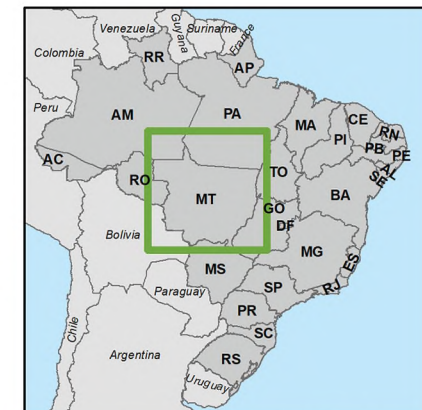 Venezuela
Guyana
Suriname
France
Colombia
RR
AP
Peru
AM
PA
MA
CE
RN
PI
PB
PE
AC
RO
TO
AL
SE
MT
BA
GO
DF
Bolivia
MG
MS
ES
SP
RJ
Paraguay
PR
Chile
SC
Argentina
RS
Uruguay